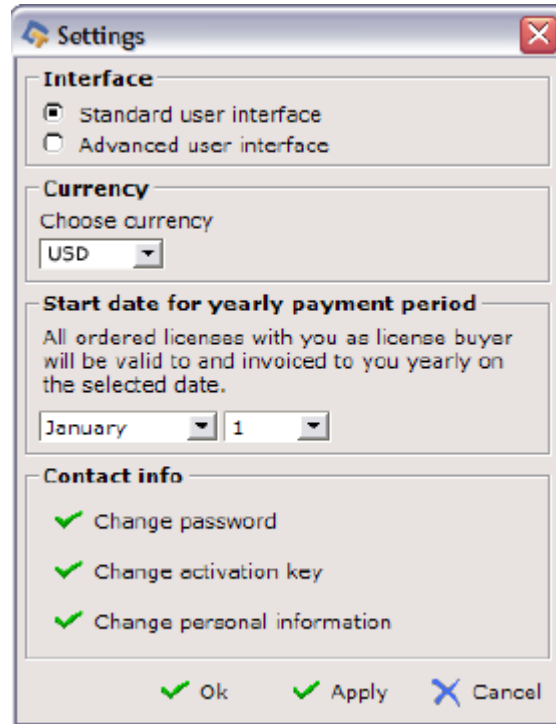 Settings
Interface
Standard user interface
Advanced user interface
Currency
Choose currency
USD
Start date for yearly payment period
All ordered licenses with you as license buyer
will be valid to and invoiced to you yearly on
the selected date.
January 1
Contact info
Change password
Change activation key
Change personal information
Ok Apply Cancel